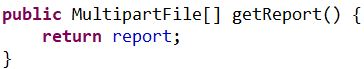 public MultipartFile[] getReport() {
    return report;
}